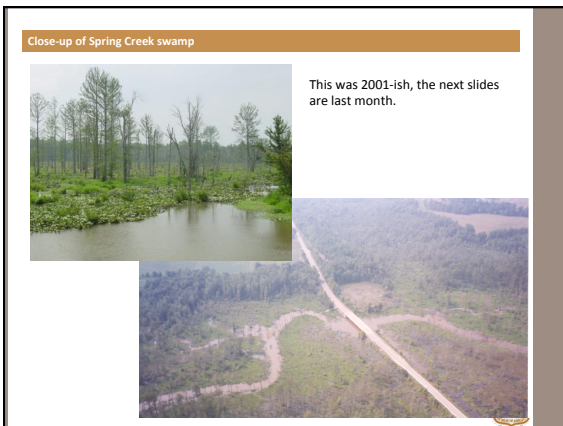 Close-up of Spring Creek swamp
This was 2001-ish, the next slides
are last month.